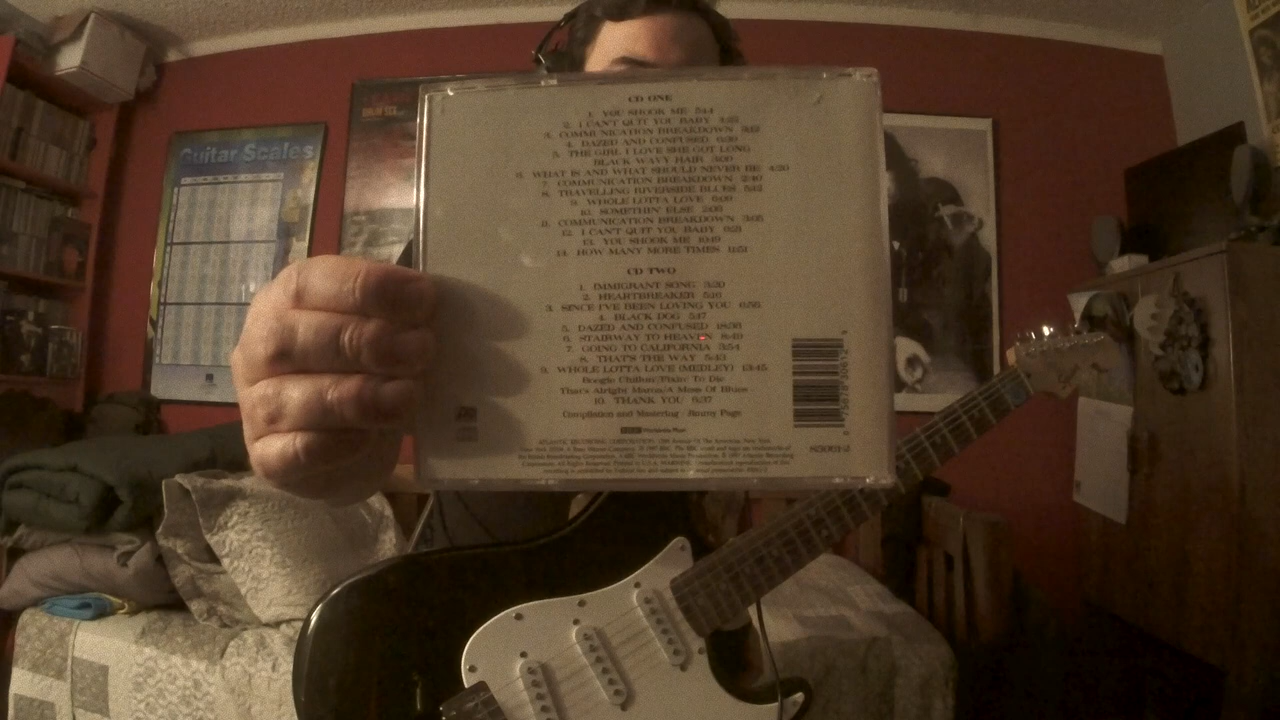 Guitar Scales
CD ONE
1. YOU SHOOK ME 5:14
2. I CAN'T QUIT YOU BABY 4:22
3. COMMUNICATION BREAKDOWN 3:12
4. DAZED AND CONFUSED 6:39
5. THE GIRL I LOVE SHE GOT LONG
BLACK WAVY HAIR 3:00
6. WHAT IS AND WHAT SHOULD NEVER BE 4:20
7. COMMUNICATION BREAKDOWN 2:40
8. TRAVELLING RIVERSIDE BLUES 5:12
9. WHOLE LOTTA LOVE 6:09
10. SOMETHIN' ELSE 2:06
11. COMMUNICATION BREAKDOWN 3:05
12. I CAN'T QUIT YOU BABY 6:21
13. YOU SHOOK ME 10:19
14. HOW MANY MORE TIMES 11:51
CD TWO
1. IMMIGRANT SONG 3:20
2. HEARTBREAKER 5:16
3. SINCE I'VE BEEN LOVING YOU 6:56
4. BLACK DOG 5:17
5. DAZED AND CONFUSED 18:36
6. STAIRWAY TO HEAVEN 8:49
7. GOING TO CALIFORNIA 3:54
8. THAT'S THE WAY 5:43
9. WHOLE LOTTA LOVE (MEDLEY) 13:45
Boogie Chillun/Fixin' To Die
That's Alright Mama/A Mess Of Blues
10. THANK YOU 6:37
Compilation and Mastering : Jimmy Page
83061-2